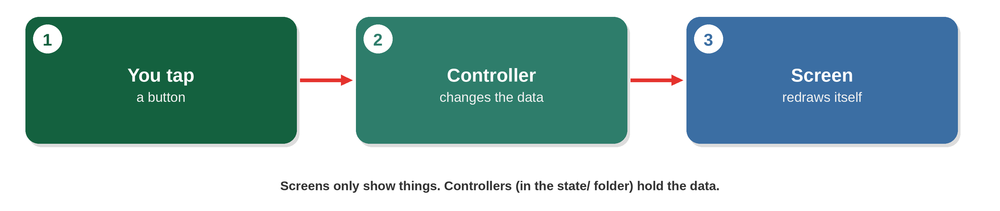 1
You tap
a button
2
Controller
changes the data
3
Screen
redraws itself
Screens only show things. Controllers (in the state/ folder) hold the data.